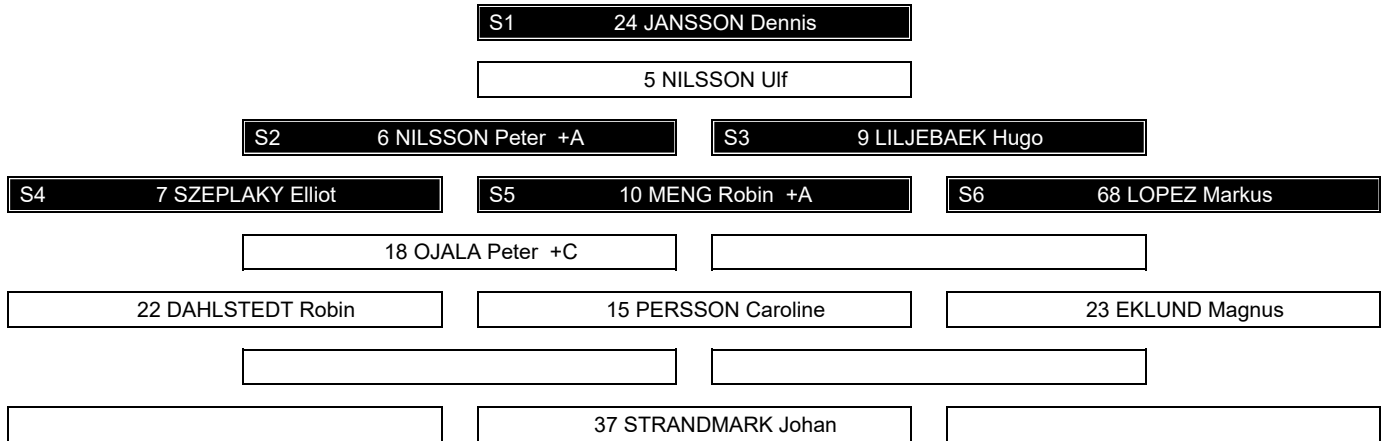 S1 24 JANSSON Dennis
5 NILSSON Ulf
S2 6 NILSSON Peter +A S3 9 LILJEBAEK Hugo
S4 7 SZEPLAKY Elliot S5 10 MENG Robin +A S6 68 LOPEZ Markus
18 OJALA Peter +C
22 DAHLSTEDT Robin 15 PERSSON Caroline 23 EKLUND Magnus
37 STRANDMARK Johan